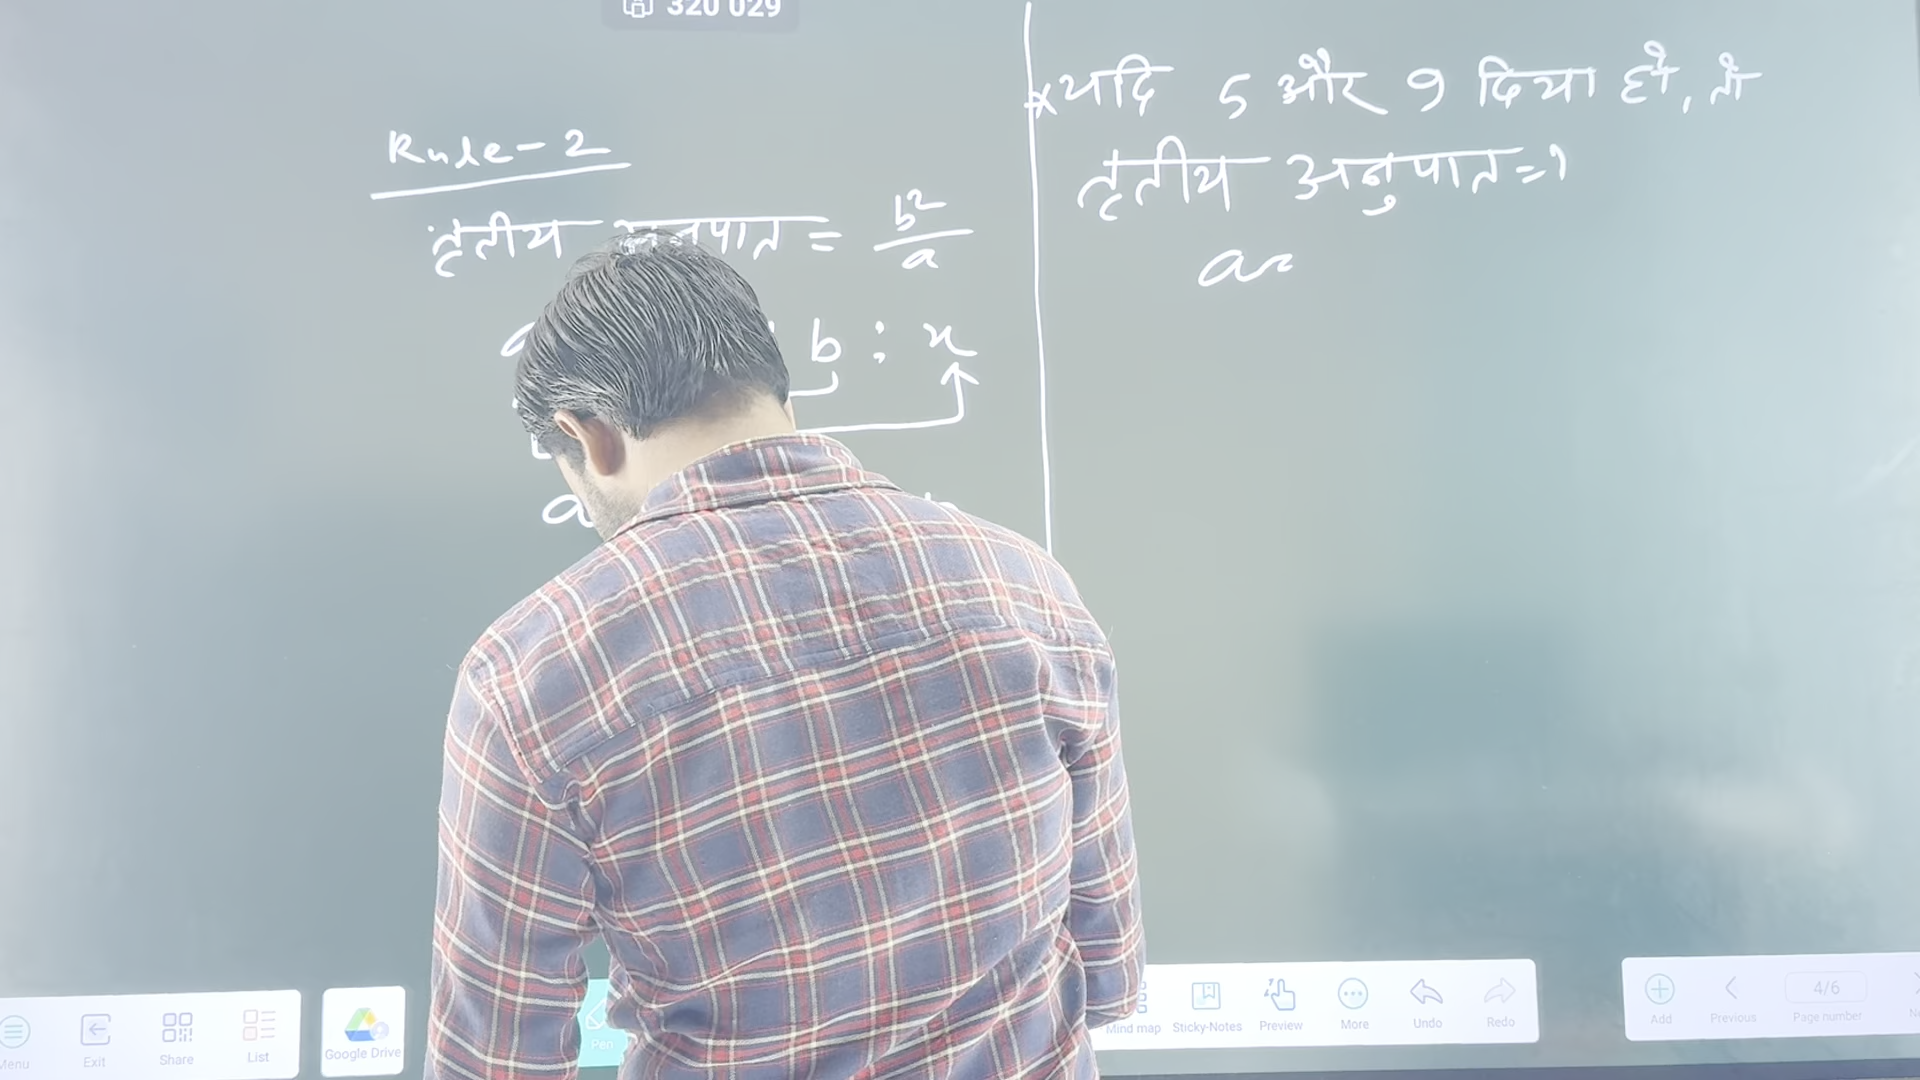 320 029
Rule-2
तृतीय अनुपात = b²/a
b : x
a
*यदि 5 और 9 दिया हो, तो
तृतीय अनुपात=?
a=
Menu
Exit
Share
List
Google Drive
Pen
Mind map
Sticky-Notes
Preview
More
Undo
Redo
Add
Previous
4/6
Page number